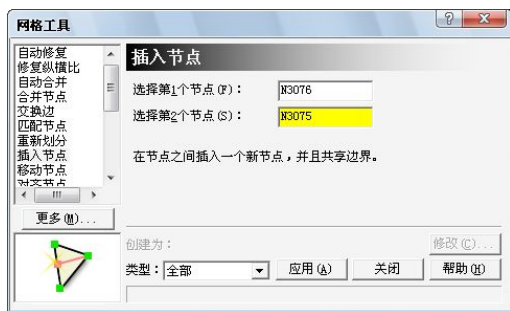 网格工具
自动修复
修复纵横比
自动合并
合并节点
交换边
匹配节点
重新划分
插入节点
移动节点
对齐节点
更多(M)...
插入节点
选择第1个节点(F)：
N3076
选择第2个节点(S)：
N3075
在节点之间插入一个新节点，并且共享边界。
创建为：
修改(C)...
类型：
全部
应用(A)
关闭
帮助(H)